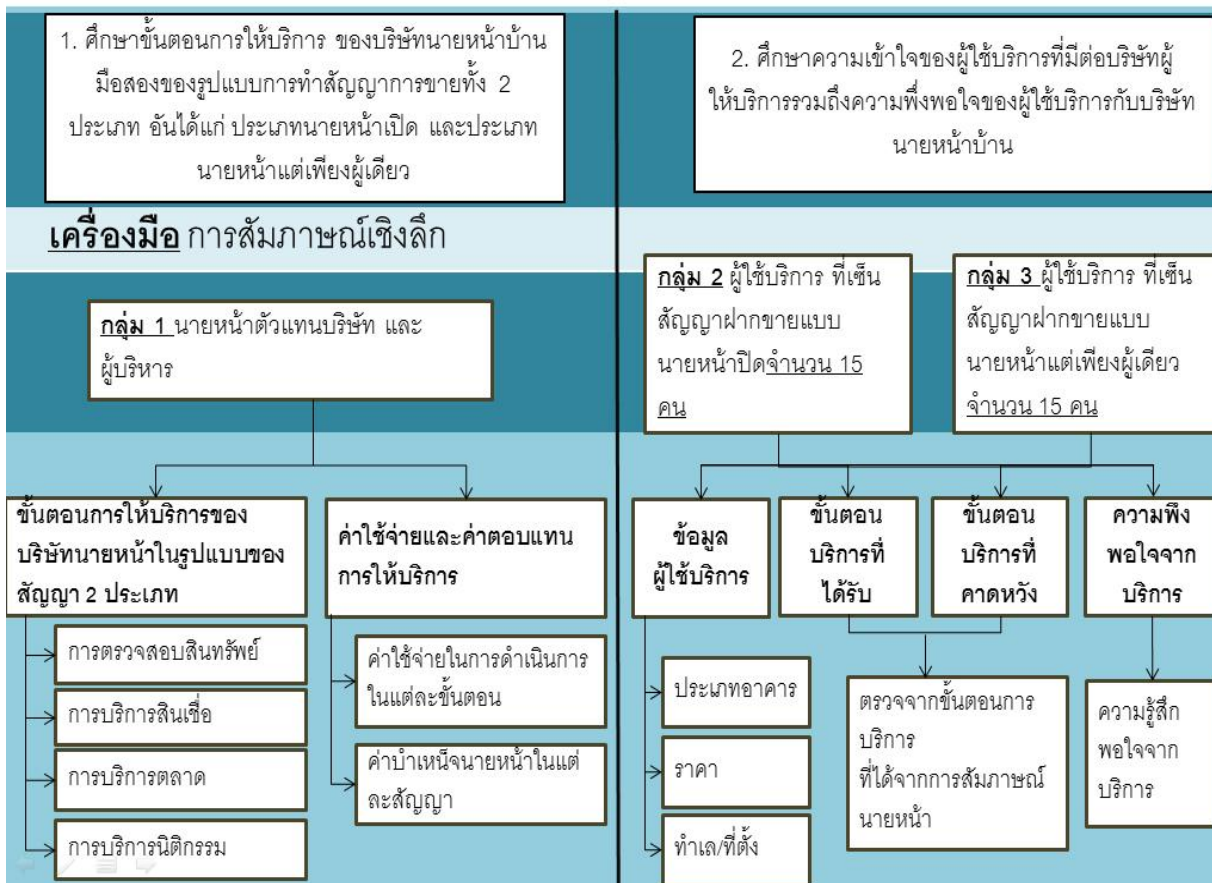 1. ศึกษาขั้นตอนการให้บริการ ของบริษัทนายหน้าบ้าน
มือสองของรูปแบบการทำสัญญาการขายทั้ง 2
ประเภท อันได้แก่ ประเภทนายหน้าเปิด และประเภท
นายหน้าแต่เพียงผู้เดียว
2. ศึกษาความเข้าใจของผู้ใช้บริการที่มีต่อบริษัทผู้
ให้บริการรวมถึงความพึ่งพอใจของผู้ใช้บริการกับบริษัท
นายหน้าบ้าน
เครื่องมือ การสัมภาษณ์เชิงลึก
กลุ่ม 1 นายหน้าตัวแทนบริษัท และ
ผู้บริหาร
กลุ่ม 2 ผู้ใช้บริการ ที่เซ็น
สัญญาฝากขายแบบ
นายหน้าปิดจำนวน 15
คน
กลุ่ม 3 ผู้ใช้บริการ ที่เซ็น
สัญญาฝากขายแบบ
นายหน้าแต่เพียงผู้เดียว
จำนวน 15 คน
ขั้นตอนการให้บริการของ
บริษัทนายหน้าในรูปแบบของ
สัญญา 2 ประเภท
การตรวจสอบสินทรัพย์
การบริการสินเชื่อ
การบริการตลาด
การบริการนิติกรรม
ค่าใช้จ่ายและค่าตอบแทน
การให้บริการ
ค่าใช้จ่ายในการดำเนินการ
ในแต่ละขั้นตอน
ค่าบำเหน็จนายหน้าในแต่
ละสัญญา
ข้อมูล
ผู้ใช้บริการ
ประเภทอาคาร
ราคา
ทำเล/ที่ตั้ง
ขั้นตอน
บริการที่
ได้รับ
ขั้นตอน
บริการที่
คาดหวัง
ตรวจจากขั้นตอนการ
บริการ
ที่ได้จากการสัมภาษณ์
นายหน้า
ความพึง
พอใจจาก
บริการ
ความรู้สึก
พอใจจาก
บริการ